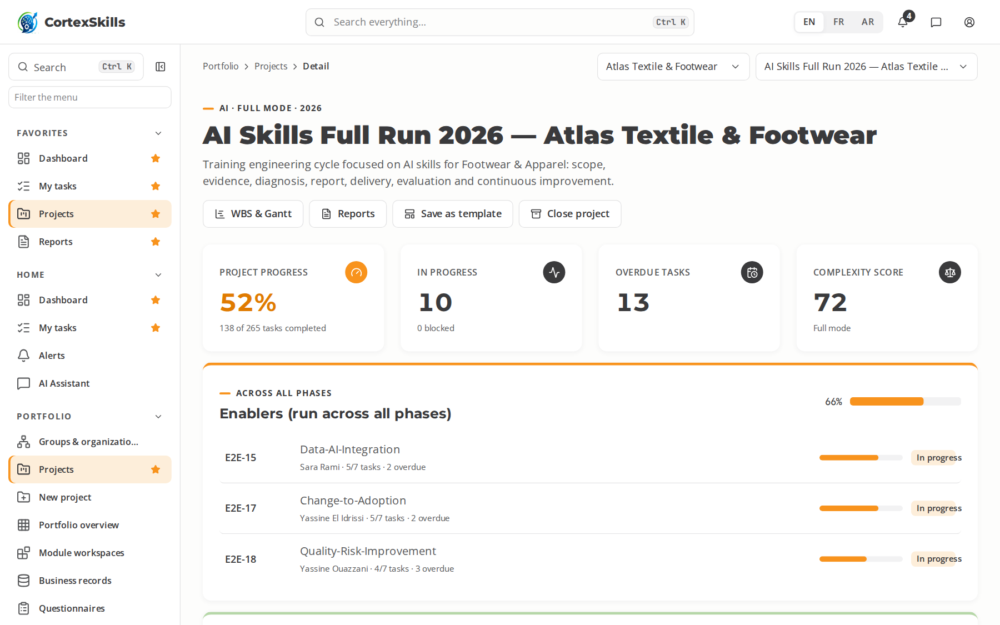 CortexSkills
Search everything...
Ctrl K
EN
FR
AR
4
Search
Ctrl K
Filter the menu
FAVORITES
Dashboard
My tasks
Projects
Reports
HOME
Dashboard
My tasks
Alerts
AI Assistant
PORTFOLIO
Groups & organizatio...
Projects
New project
Portfolio overview
Module workspaces
Business records
Questionnaires
Portfolio > Projects > Detail
Atlas Textile & Footwear
AI Skills Full Run 2026 — Atlas Textile ...
AI · FULL MODE · 2026
AI Skills Full Run 2026 — Atlas Textile & Footwear
Training engineering cycle focused on AI skills for Footwear & Apparel: scope,
evidence, diagnosis, report, delivery, evaluation and continuous improvement.
WBS & Gantt
Reports
Save as template
Close project
PROJECT PROGRESS
52%
138 of 265 tasks completed
IN PROGRESS
10
0 blocked
OVERDUE TASKS
13
COMPLEXITY SCORE
72
Full mode
ACROSS ALL PHASES
Enablers (run across all phases)
66%
E2E-15
Data-AI-Integration
Sara Rami · 5/7 tasks · 2 overdue
In progress
E2E-17
Change-to-Adoption
Yassine El Idrissi · 5/7 tasks · 2 overdue
In progress
E2E-18
Quality-Risk-Improvement
Yassine Ouazzani · 4/7 tasks · 3 overdue
In progress